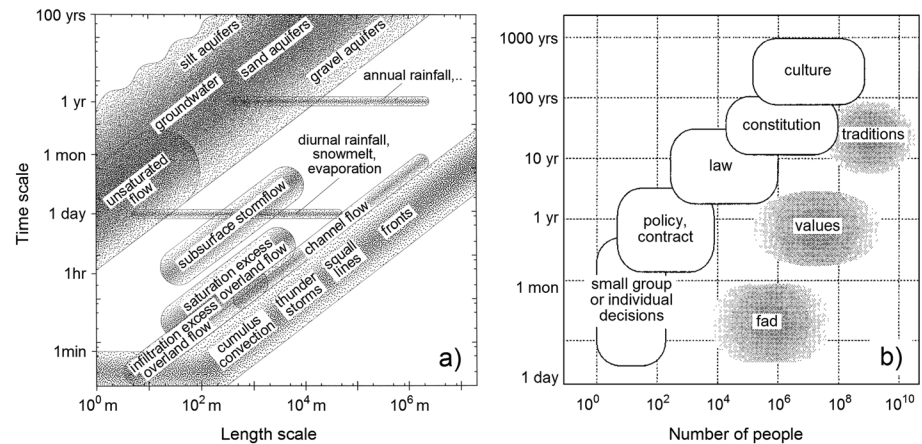 100 yrs
1 yr
1 mon
1 day
1hr
1min
Time scale
10⁰ m
10² m
10⁴ m
10⁶ m
Length scale
silt aquifers
sand aquifers
gravel aquifers
groundwater
annual rainfall,..
diurnal rainfall,
snowmelt,
evaporation
unsaturated
flow
subsurface stormflow
channel flow
saturation excess
overland flow
infiltration excess
overland flow
cumulus
convection
thunder
storms
squall
lines
fronts
a)
1000 yrs
100 yrs
10 yr
1 yr
1 mon
1 day
10⁰
10²
10⁴
10⁶
10⁸
10¹⁰
Number of people
culture
constitution
traditions
law
policy,
contract
values
small group
or individual
decisions
fad
b)